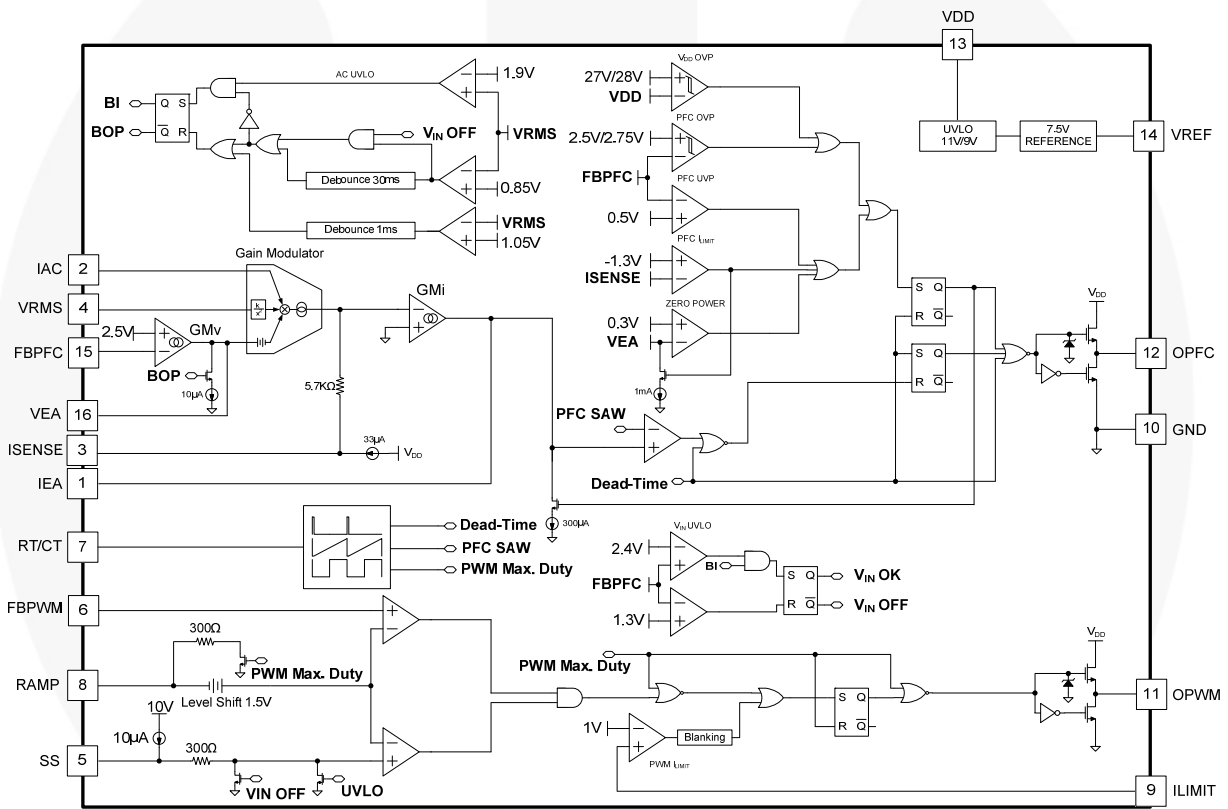 VDD
13
AC UVLO
1.9V
BI
Q S
BOP
Q R
VIN OFF
VRMS
Debounce 30ms
0.85V
Debounce 1ms
VRMS
1.05V
VDD OVP
27V/28V
VDD
PFC OVP
2.5V/2.75V
FBPFC
PFC UVP
0.5V
PFC ILIMIT
-1.3V
ISENSE
ZERO POWER
0.3V
VEA
1mA
UVLO
11V/9V
7.5V
REFERENCE
14
VREF
Gain Modulator
IAC
2
VRMS
4
k
x²
GMi
2.5V
GMv
FBPFC
15
BOP
10µA
5.7KΩ
VEA
16
ISENSE
3
33µA
VDD
IEA
1
PFC SAW
Dead-Time
300µA
S Q
R Q
S Q
R Q
VDD
12
OPFC
10
GND
RT/CT
7
Dead-Time
PFC SAW
PWM Max. Duty
VIN UVLO
2.4V
BI
FBPFC
1.3V
S Q
R Q
VIN OK
VIN OFF
FBPWM
6
300Ω
PWM Max. Duty
RAMP
8
Level Shift 1.5V
10V
10µA
300Ω
SS
5
VIN OFF
UVLO
PWM Max. Duty
1V
Blanking
PWM ILIMIT
S Q
R Q
VDD
11
OPWM
9
ILIMIT